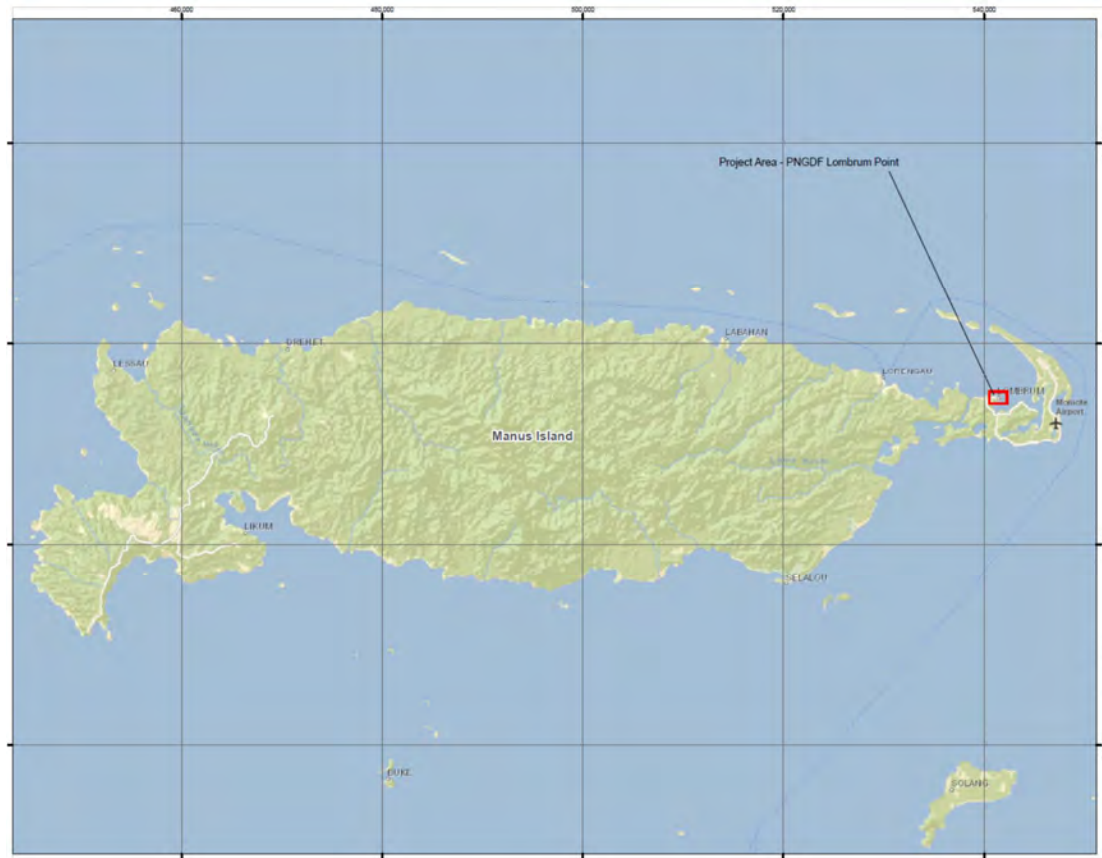 460,000 480,000 500,000 520,000 540,000
Project Area - PNGDF Lombrum Point
LABAHAN
DREHET
LESSAU
LORENGAU
LOMBRUM
Momote
Airport
Manus Island
LIKUM
SELALOU
BUKE
SOLANG